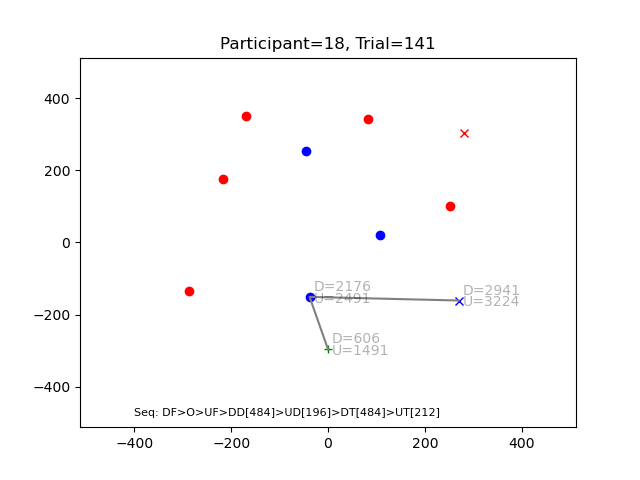 Participant=18, Trial=141
400
200
0
−200
−400
D=2176
U=2491
D=2941
U=3224
D=606
U=1491
Seq: DF>O>UF>DD[484]>UD[196]>DT[484]>UT[212]
−400 −200 0 200 400